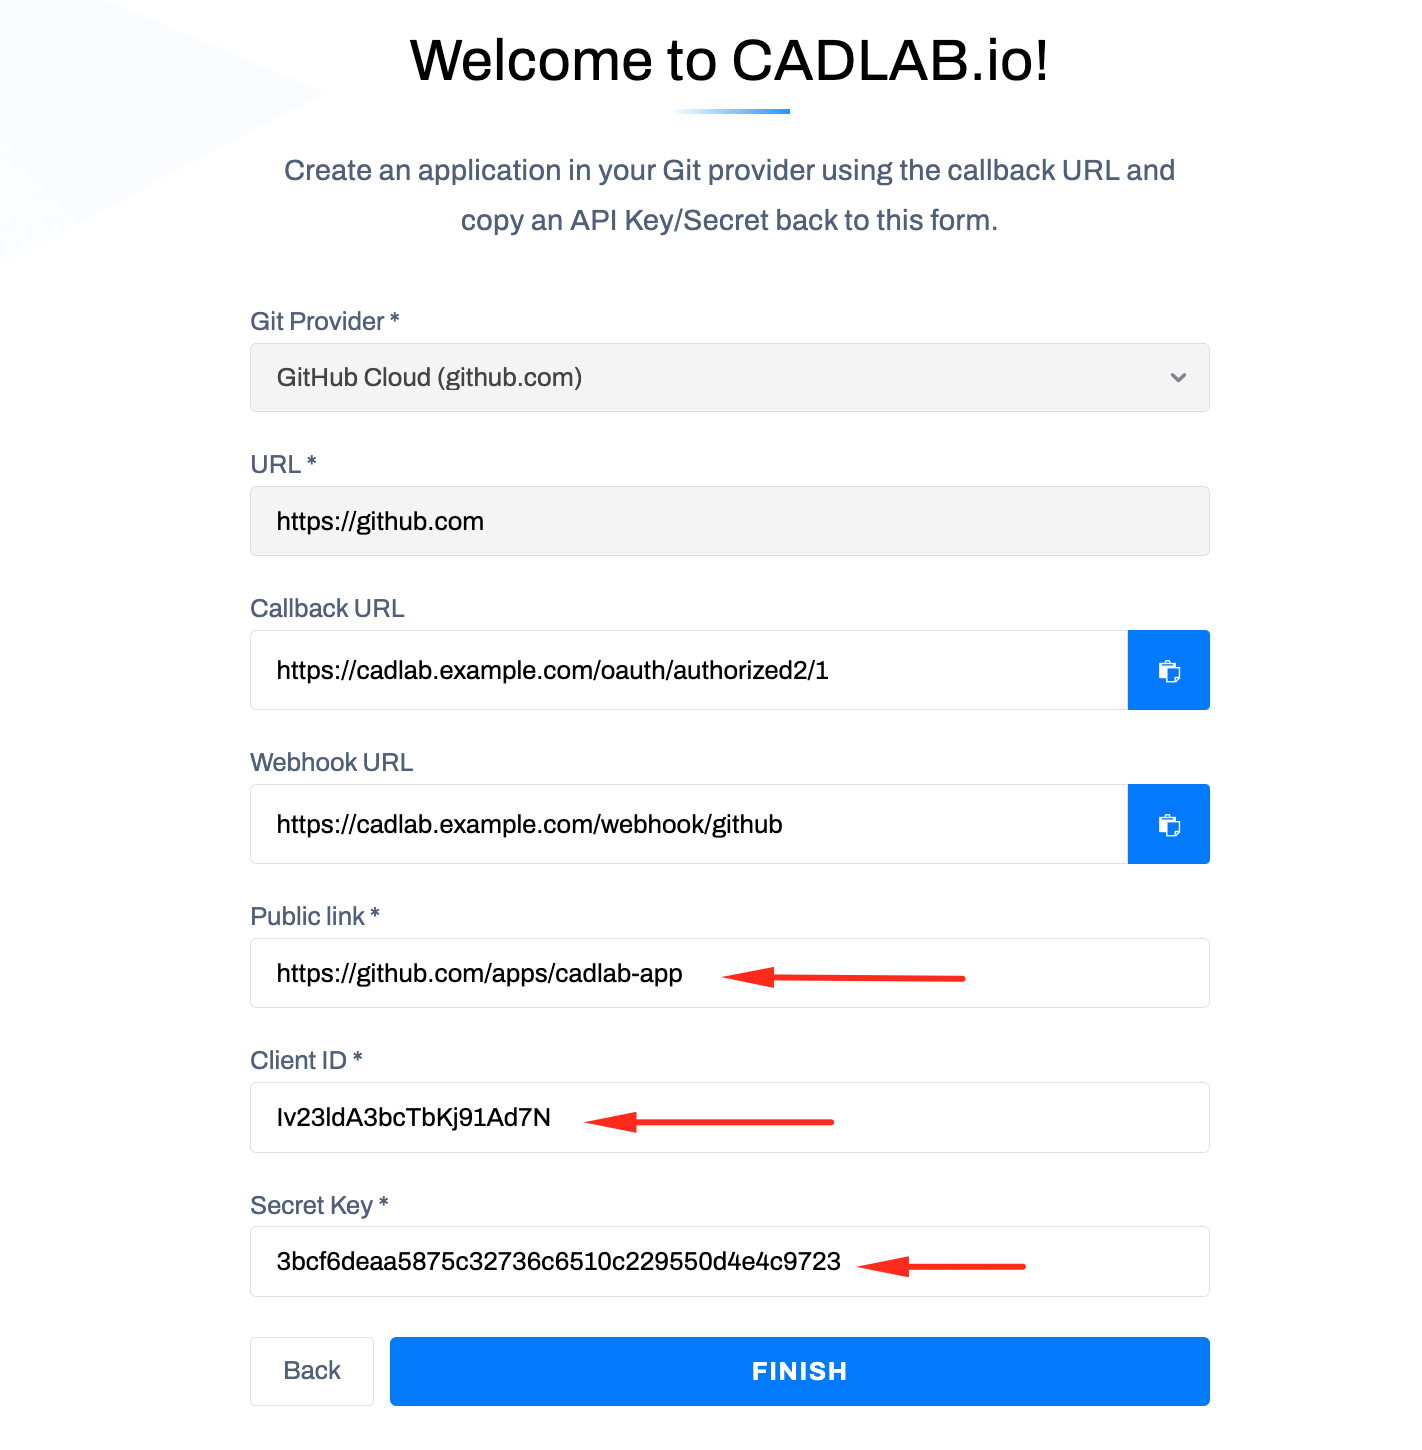 Welcome to CADLAB.io!
Create an application in your Git provider using the callback URL and
copy an API Key/Secret back to this form.
Git Provider *
GitHub Cloud (github.com)
URL *
https://github.com
Callback URL
https://cadlab.example.com/oauth/authorized2/1
Webhook URL
https://cadlab.example.com/webhook/github
Public link *
https://github.com/apps/cadlab-app
Client ID *
Iv23ldA3bcTbKj91Ad7N
Secret Key *
3bcf6deaa5875c32736c6510c229550d4e4c9723
Back
FINISH